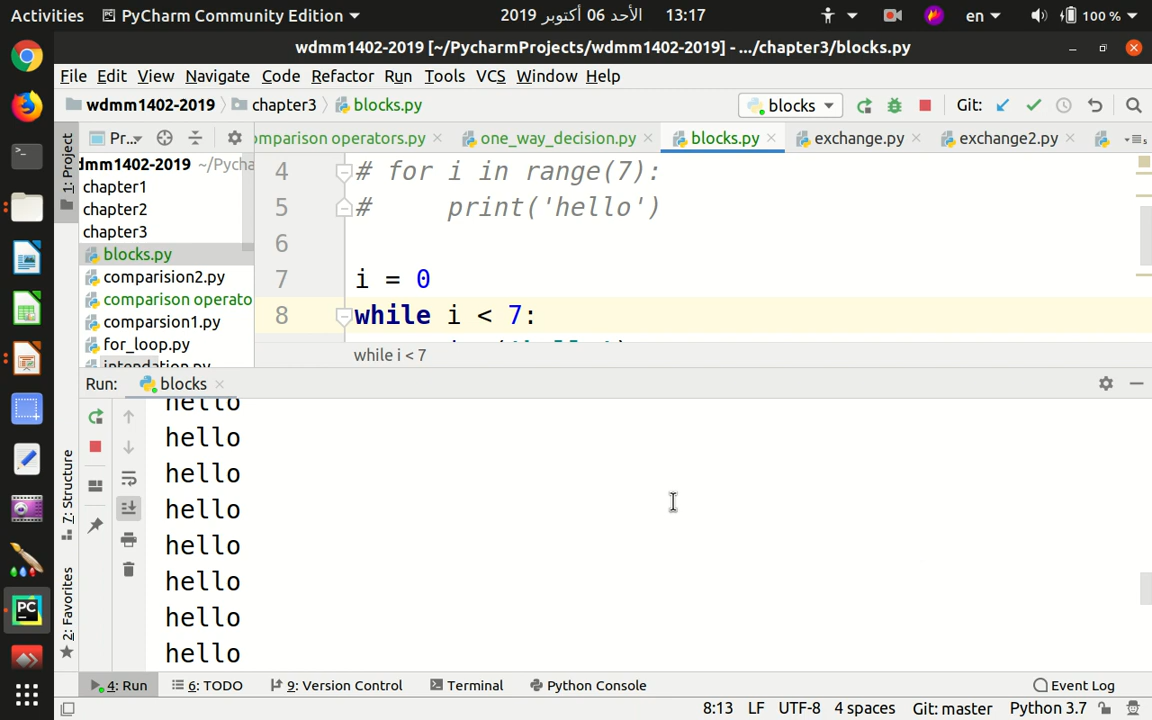 Activities PyCharm Community Edition 2019 الأحد 06 أكتوبر 13:17 en 100 %
wdmm1402-2019 [~/PycharmProjects/wdmm1402-2019] - .../chapter3/blocks.py
File Edit View Navigate Code Refactor Run Tools VCS Window Help
wdmm1402-2019 chapter3 blocks.py blocks Git:
1: Project Pr... omparison operators.py one_way_decision.py blocks.py exchange.py exchange2.py
dmm1402-2019 ~/Pycha
chapter1
chapter2
chapter3
blocks.py
comparision2.py
comparison operato
comparsion1.py
for_loop.py
intendation.py
4 # for i in range(7):
5 # print('hello')
6
7 i = 0
8 while i < 7:
while i < 7
Run: blocks
hello
hello
hello
hello
hello
hello
hello
hello
7: Structure
2: Favorites
4: Run 6: TODO 9: Version Control Terminal Python Console Event Log
8:13 LF UTF-8 4 spaces Git: master Python 3.7